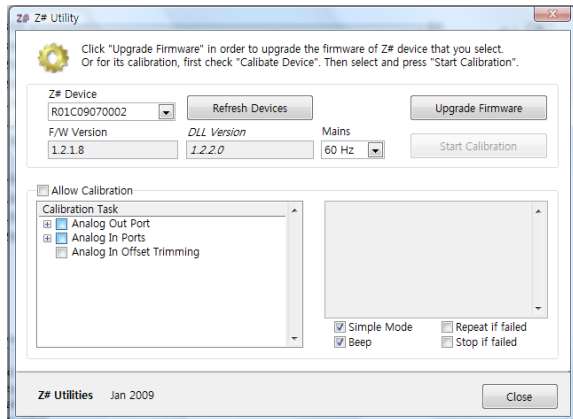 Z# Z# Utility
Click "Upgrade Firmware" in order to upgrade the firmware of Z# device that you select.
Or for its calibration, first check "Calibate Device". Then select and press "Start Calibration".
Z# Device
R01C09070002
Refresh Devices
Upgrade Firmware
F/W Version
DLL Version
Mains
1.2.1.8
1.2.2.0
60 Hz
Start Calibration
Allow Calibration
Calibration Task
Analog Out Port
Analog In Ports
Analog In Offset Trimming
Simple Mode
Repeat if failed
Beep
Stop if failed
Z# Utilities Jan 2009
Close